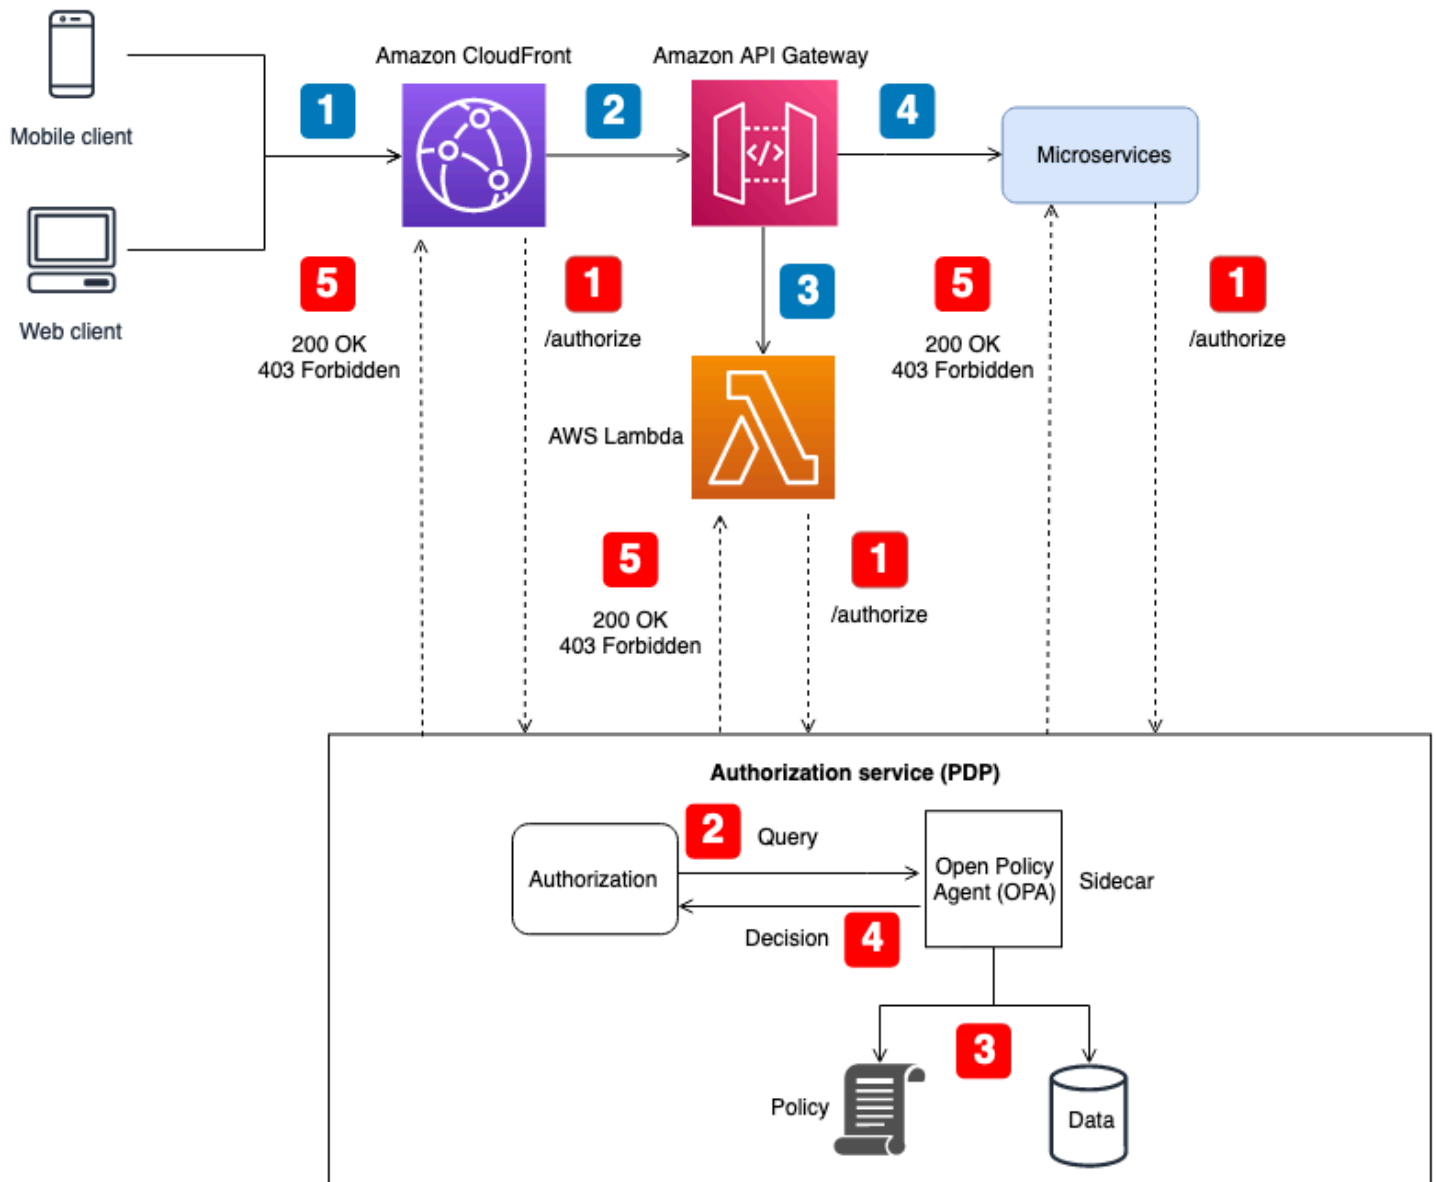 Amazon CloudFront
Amazon API Gateway
1
2
4
Mobile client
</>
Microservices
5
1
3
5
1
Web client
200 OK
403 Forbidden
/authorize
200 OK
403 Forbidden
/authorize
AWS Lambda
5
1
200 OK
403 Forbidden
/authorize
Authorization service (PDP)
2
Query
Authorization
Open Policy
Agent (OPA)
Sidecar
Decision
4
3
Policy
Data